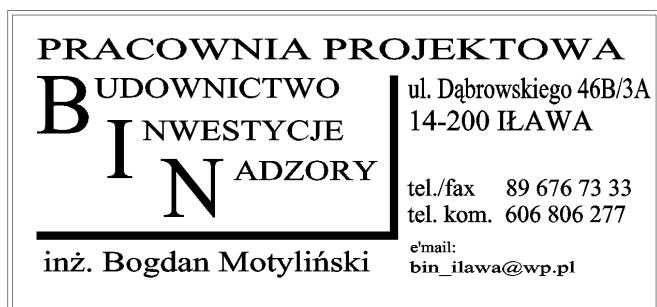 PRACOWNIA PROJEKTOWA
BUDOWNICTWO
INWESTYCJE
NADZORY
inż. Bogdan Motyliński
ul. Dąbrowskiego 46B/3A
14-200 IŁAWA
tel./fax 89 676 73 33
tel. kom. 606 806 277
e'mail:
bin_ilawa@wp.pl